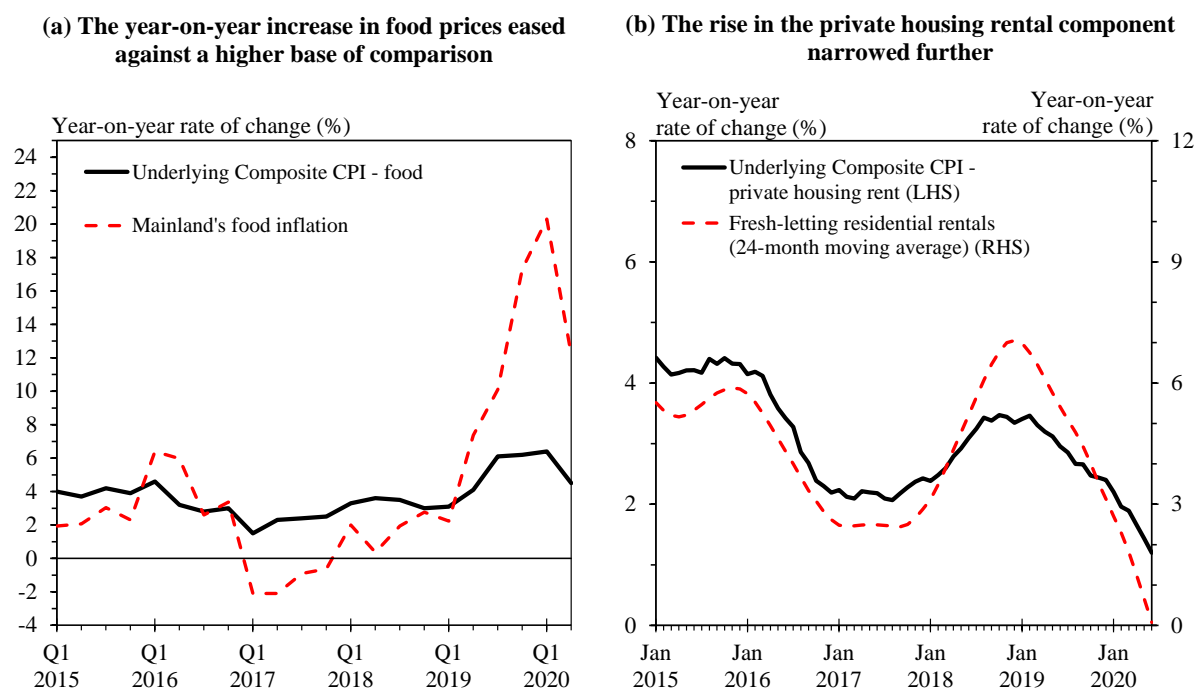 (a) The year-on-year increase in food prices eased
against a higher base of comparison
Year-on-year rate of change (%)
24
22
20
18
16
14
12
10
8
6
4
2
0
-2
-4
Underlying Composite CPI - food
Mainland's food inflation
Q1
2015
Q1
2016
Q1
2017
Q1
2018
Q1
2019
Q1
2020
(b) The rise in the private housing rental component
narrowed further
Year-on-year
rate of change (%)
Year-on-year
rate of change (%)
8
6
4
2
0
12
9
6
3
0
Underlying Composite CPI -
private housing rent (LHS)
Fresh-letting residential rentals
(24-month moving average) (RHS)
Jan
2015
Jan
2016
Jan
2017
Jan
2018
Jan
2019
Jan
2020